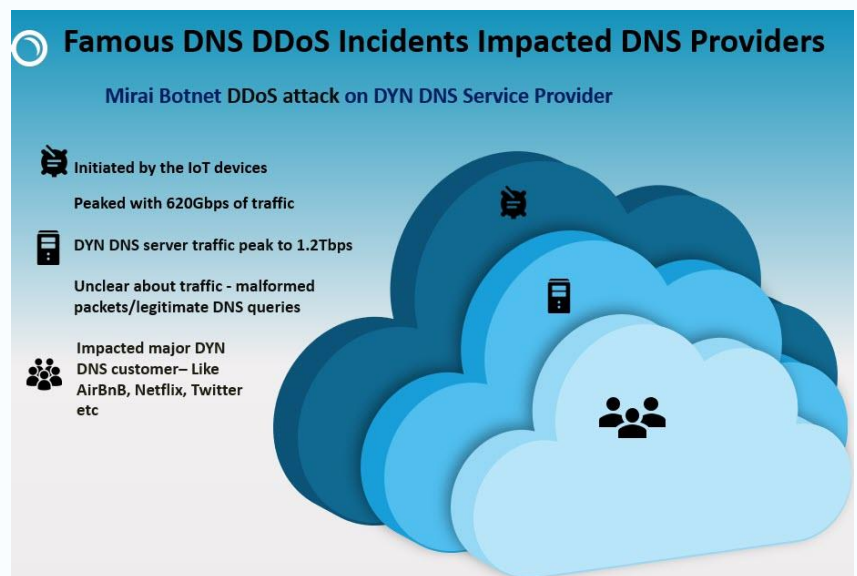 Famous DNS DDoS Incidents Impacted DNS Providers
Mirai Botnet DDoS attack on DYN DNS Service Provider
Initiated by the IoT devices
Peaked with 620Gbps of traffic
DYN DNS server traffic peak to 1.2Tbps
Unclear about traffic - malformed
packets/legitimate DNS queries
Impacted major DYN
DNS customer– Like
AirBnB, Netflix, Twitter
etc